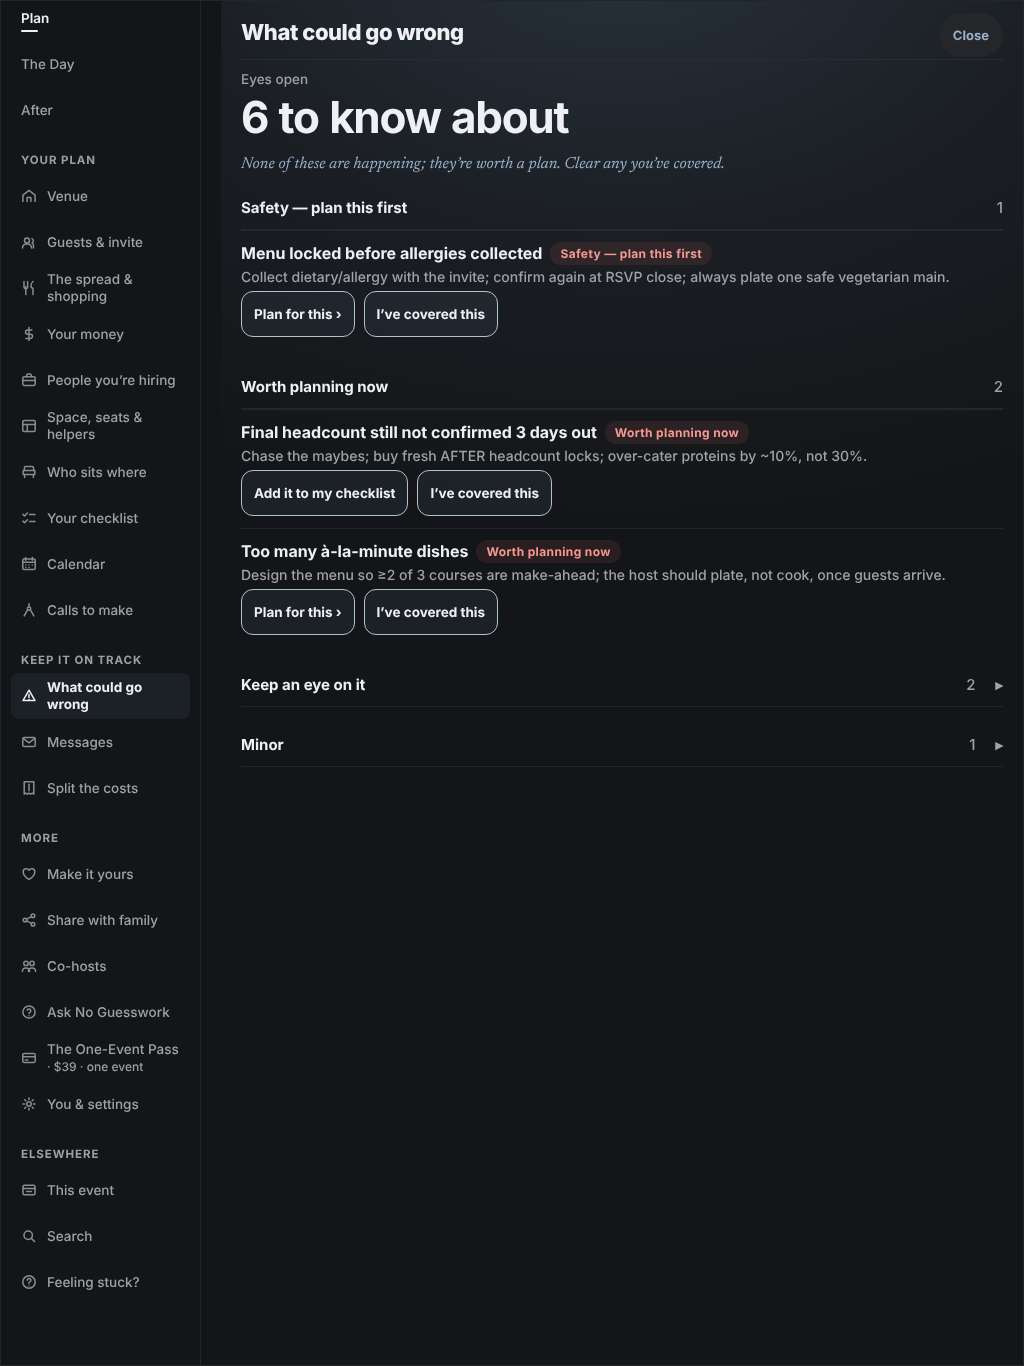 Plan
The Day
After
YOUR PLAN
Venue
Guests & invite
The spread &
shopping
Your money
People you’re hiring
Space, seats &
helpers
Who sits where
Your checklist
Calendar
Calls to make
KEEP IT ON TRACK
What could go
wrong
Messages
Split the costs
MORE
Make it yours
Share with family
Co-hosts
Ask No Guesswork
The One-Event Pass
· $39 · one event
You & settings
ELSEWHERE
This event
Search
Feeling stuck?
What could go wrong
Close
Eyes open
6 to know about
None of these are happening; they’re worth a plan. Clear any you’ve covered.
Safety — plan this first 1
Menu locked before allergies collected Safety — plan this first
Collect dietary/allergy with the invite; confirm again at RSVP close; always plate one safe vegetarian main.
Plan for this › I’ve covered this
Worth planning now 2
Final headcount still not confirmed 3 days out Worth planning now
Chase the maybes; buy fresh AFTER headcount locks; over-cater proteins by ~10%, not 30%.
Add it to my checklist I’ve covered this
Too many à-la-minute dishes Worth planning now
Design the menu so ≥2 of 3 courses are make-ahead; the host should plate, not cook, once guests arrive.
Plan for this › I’ve covered this
Keep an eye on it 2 ▸
Minor 1 ▸